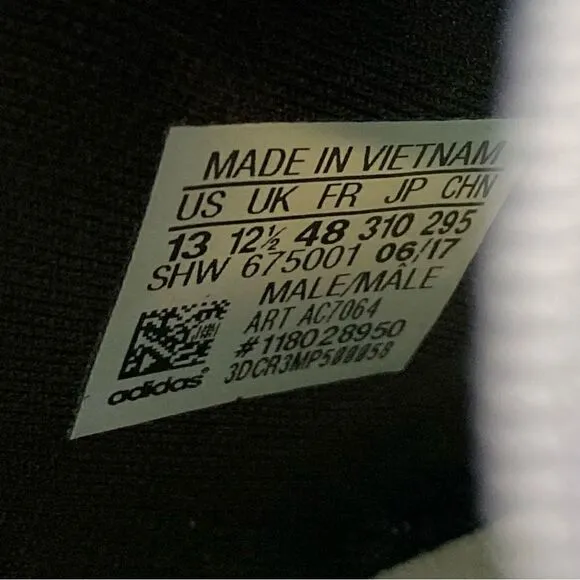 MADE IN VIETNAM
US UK FR JP CHN
13 12½ 48 310 295
SHW 675001 06/17
MALE/MÂLE
ART AC7064
#118028950
3DCR3MP500058
adidas